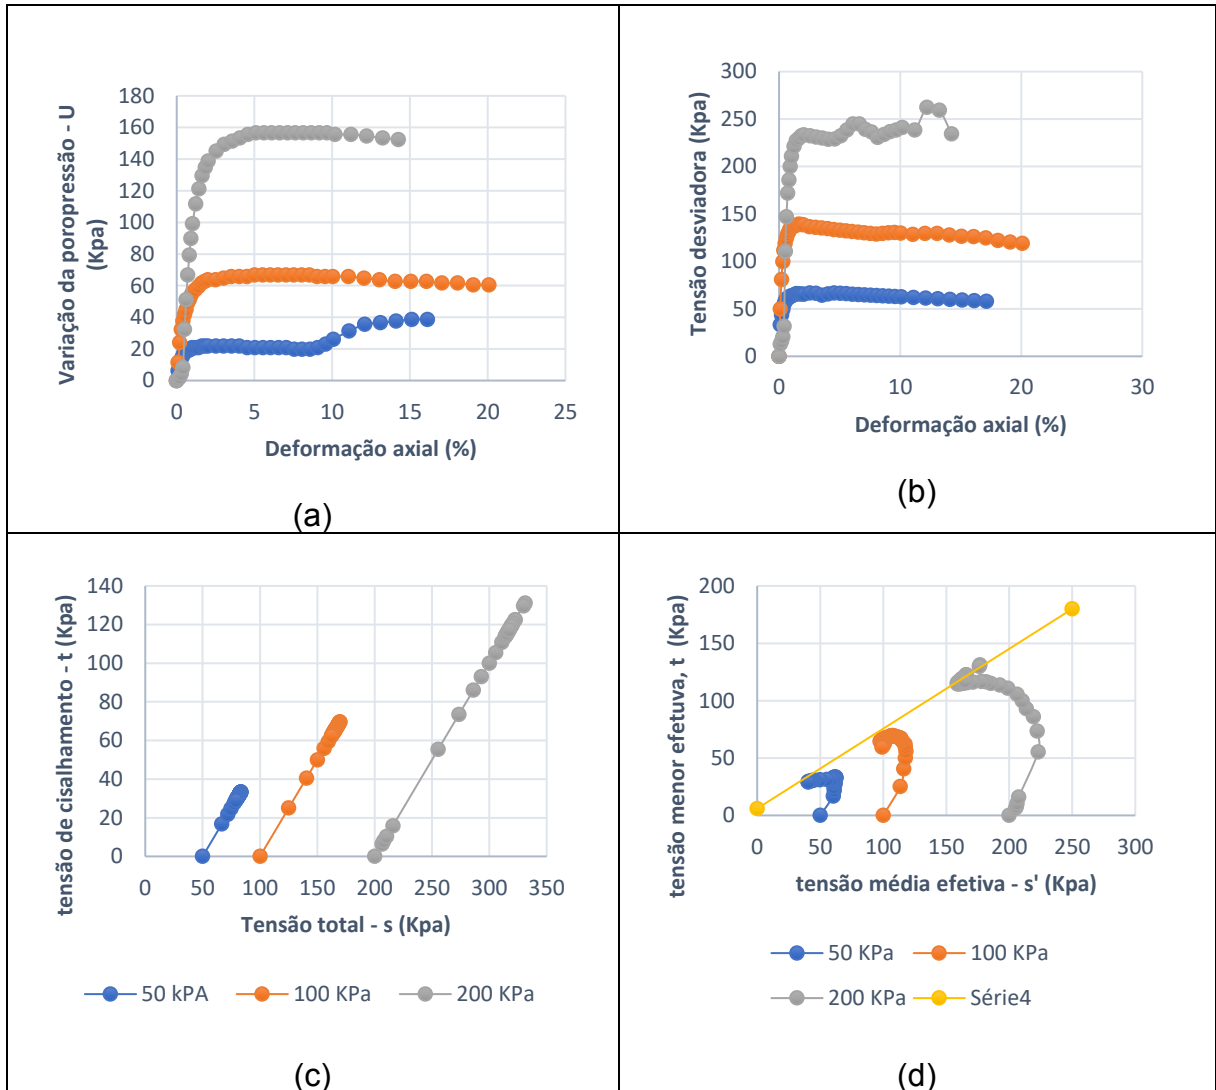 Variação da poropressão - U
(Kpa)
180
160
140
120
100
80
60
40
20
0
0 5 10 15 20 25
Deformação axial (%)
(a)
Tensão desviadora (Kpa)
300
250
200
150
100
50
0
0 10 20 30
Deformação axial (%)
(b)
tensão de cisalhamento - t (Kpa)
140
120
100
80
60
40
20
0
0 50 100 150 200 250 300 350
Tensão total - s (Kpa)
50 kPA 100 KPa 200 KPa
(c)
tensão menor efetuva, t (Kpa)
200
150
100
50
0
0 50 100 150 200 250 300
tensão média efetiva - s' (Kpa)
50 KPa 100 KPa
200 KPa Série4
(d)